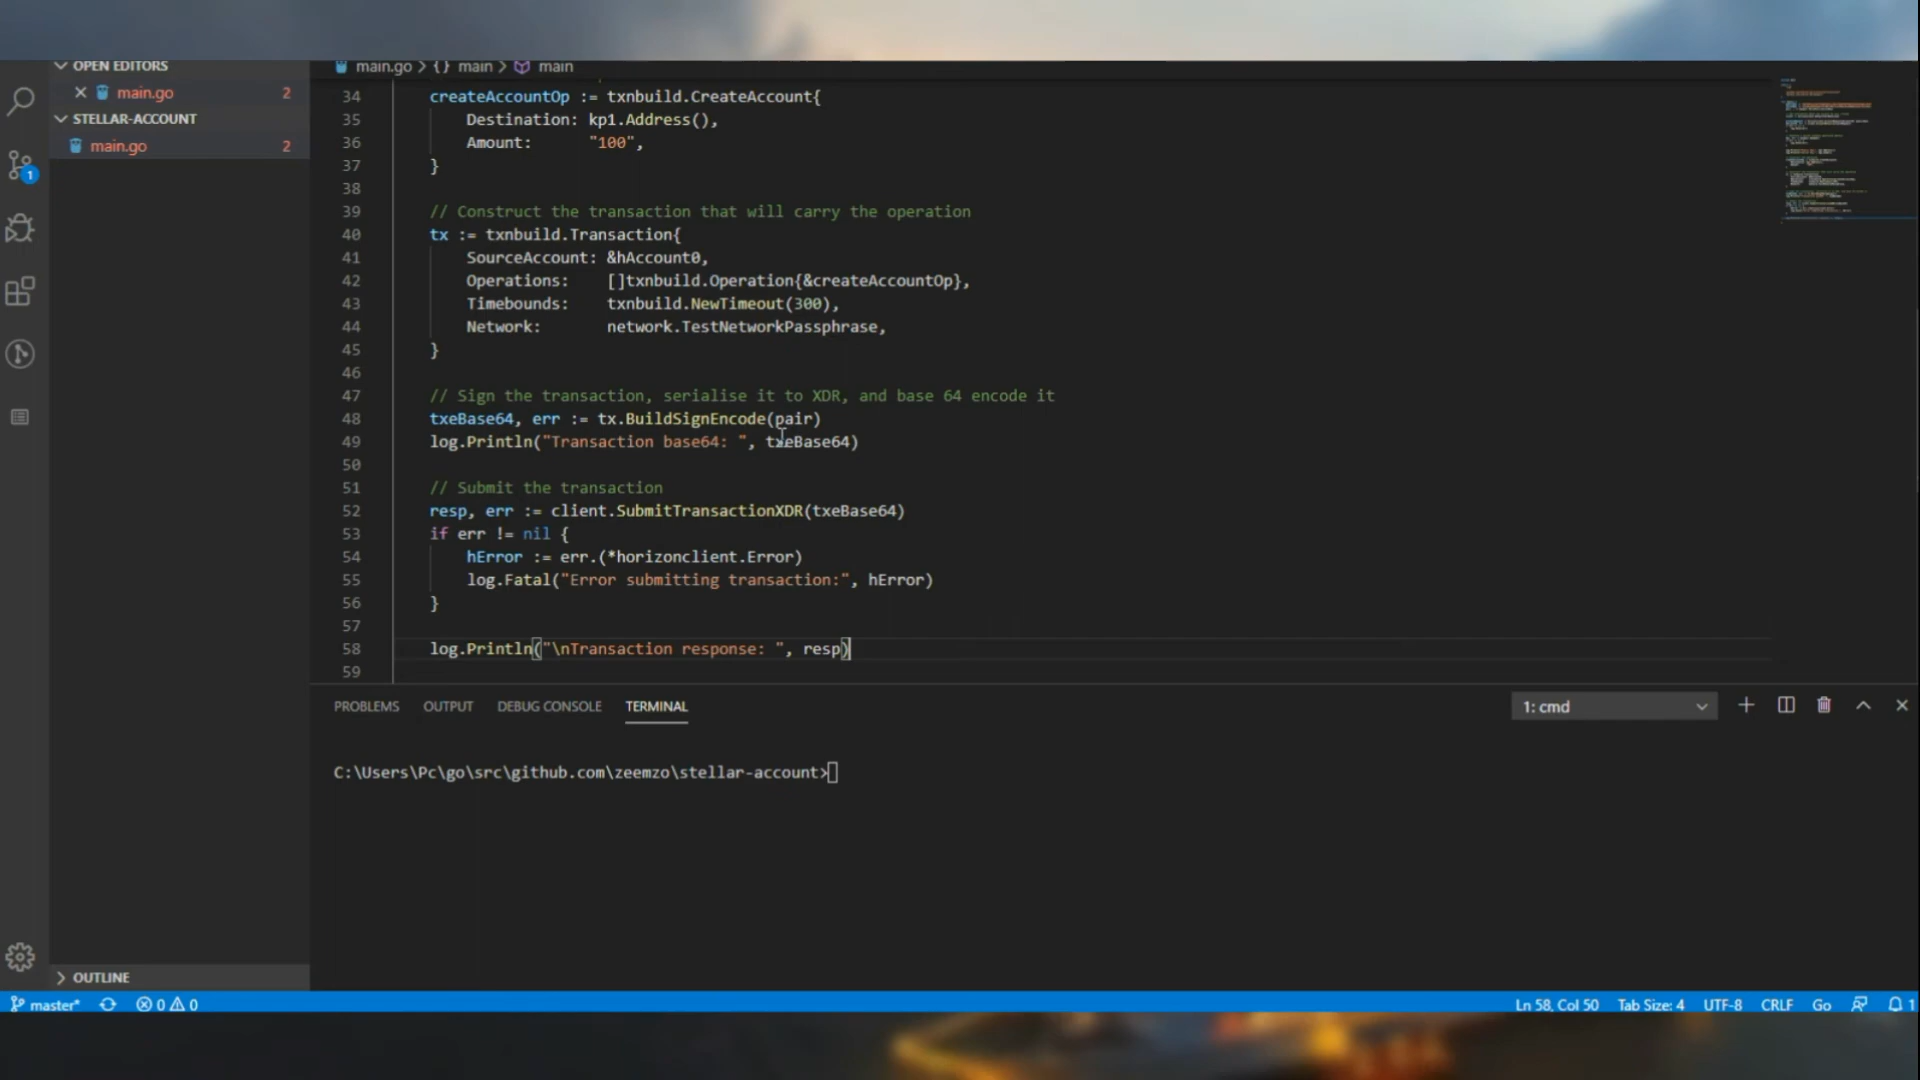 OPEN EDITORS
main.go 2
STELLAR-ACCOUNT
main.go 2
1
OUTLINE
main.go > {} main > main
34 createAccountOp := txnbuild.CreateAccount{
35 Destination: kp1.Address(),
36 Amount: "100",
37 }
38
39 // Construct the transaction that will carry the operation
40 tx := txnbuild.Transaction{
41 SourceAccount: &hAccount0,
42 Operations: []txnbuild.Operation{&createAccountOp},
43 Timebounds: txnbuild.NewTimeout(300),
44 Network: network.TestNetworkPassphrase,
45 }
46
47 // Sign the transaction, serialise it to XDR, and base 64 encode it
48 txeBase64, err := tx.BuildSignEncode(pair)
49 log.Println("Transaction base64: ", txeBase64)
50
51 // Submit the transaction
52 resp, err := client.SubmitTransactionXDR(txeBase64)
53 if err != nil {
54 hError := err.(*horizonclient.Error)
55 log.Fatal("Error submitting transaction:", hError)
56 }
57
58 log.Println("\nTransaction response: ", resp)
59
PROBLEMS OUTPUT DEBUG CONSOLE TERMINAL 1: cmd
C:\Users\Pc\go\src\github.com\zeemzo\stellar-account>
master* 0 0 Ln 58, Col 50 Tab Size: 4 UTF-8 CRLF Go 1